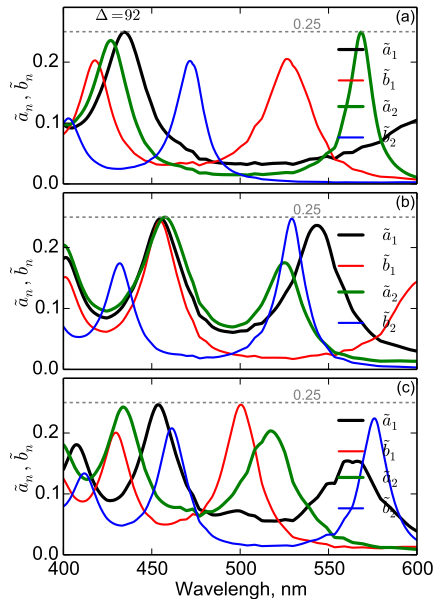 Δ=92
(a)
0.25
ã₁
b̃₁
ã₂
b̃₂
ãₙ, b̃ₙ
0.2
0.1
0.0
(b)
0.25
ã₁
b̃₁
ã₂
b̃₂
ãₙ, b̃ₙ
0.2
0.1
0.0
(c)
0.25
ã₁
b̃₁
ã₂
b̃₂
ãₙ, b̃ₙ
0.2
0.1
0.0
400 450 500 550 600
Wavelengh, nm